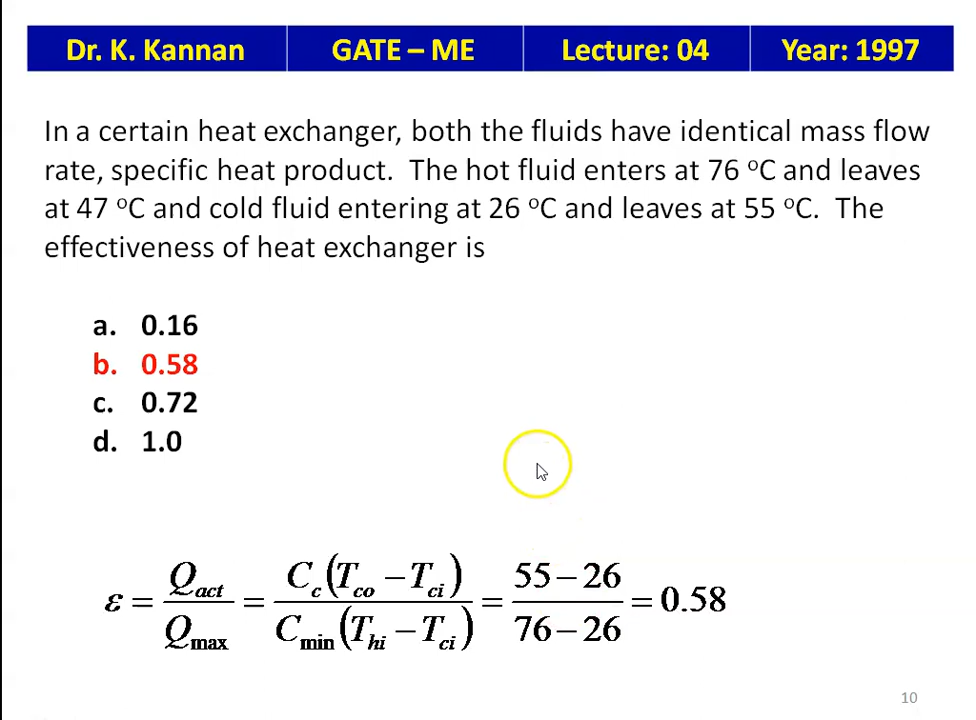 Dr. K. Kannan GATE – ME Lecture: 04 Year: 1997
In a certain heat exchanger, both the fluids have identical mass flow
rate, specific heat product. The hot fluid enters at 76 °C and leaves
at 47 °C and cold fluid entering at 26 °C and leaves at 55 °C. The
effectiveness of heat exchanger is
a. 0.16
b. 0.58
c. 0.72
d. 1.0
ε = Q_act / Q_max = C_c (T_co − T_ci) / C_min (T_hi − T_ci) = (55 − 26) / (76 − 26) = 0.58
10